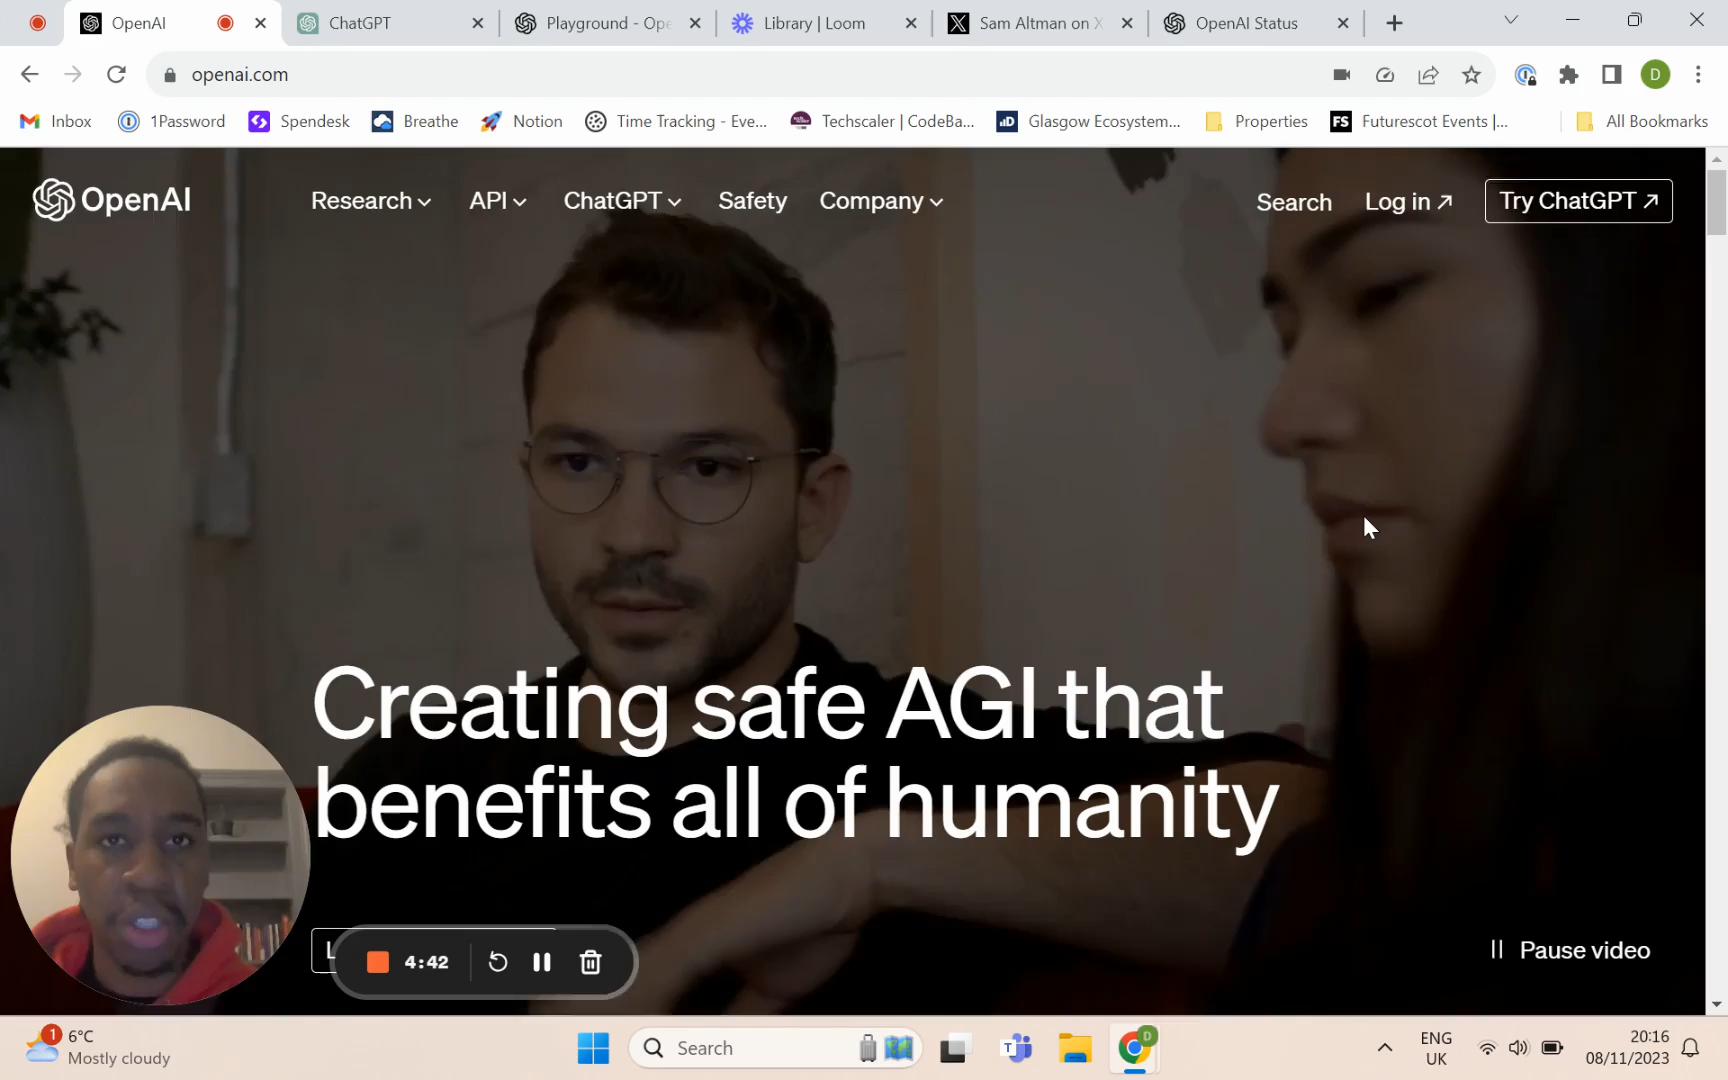 OpenAI
ChatGPT
Playground - Ope
Library | Loom
Sam Altman on X
OpenAI Status
openai.com
D
Inbox
1Password
Spendesk
Breathe
Notion
Time Tracking - Eve...
Techscaler | CodeBa...
Glasgow Ecosystem...
Properties
FS
Futurescot Events |...
All Bookmarks
OpenAI
Research
API
ChatGPT
Safety
Company
Search
Log in ↗
Try ChatGPT ↗
Creating safe AGI that
benefits all of humanity
L
4:42
Pause video
1
6°C
Mostly cloudy
Search
T
D
ENG
UK
20:16
08/11/2023